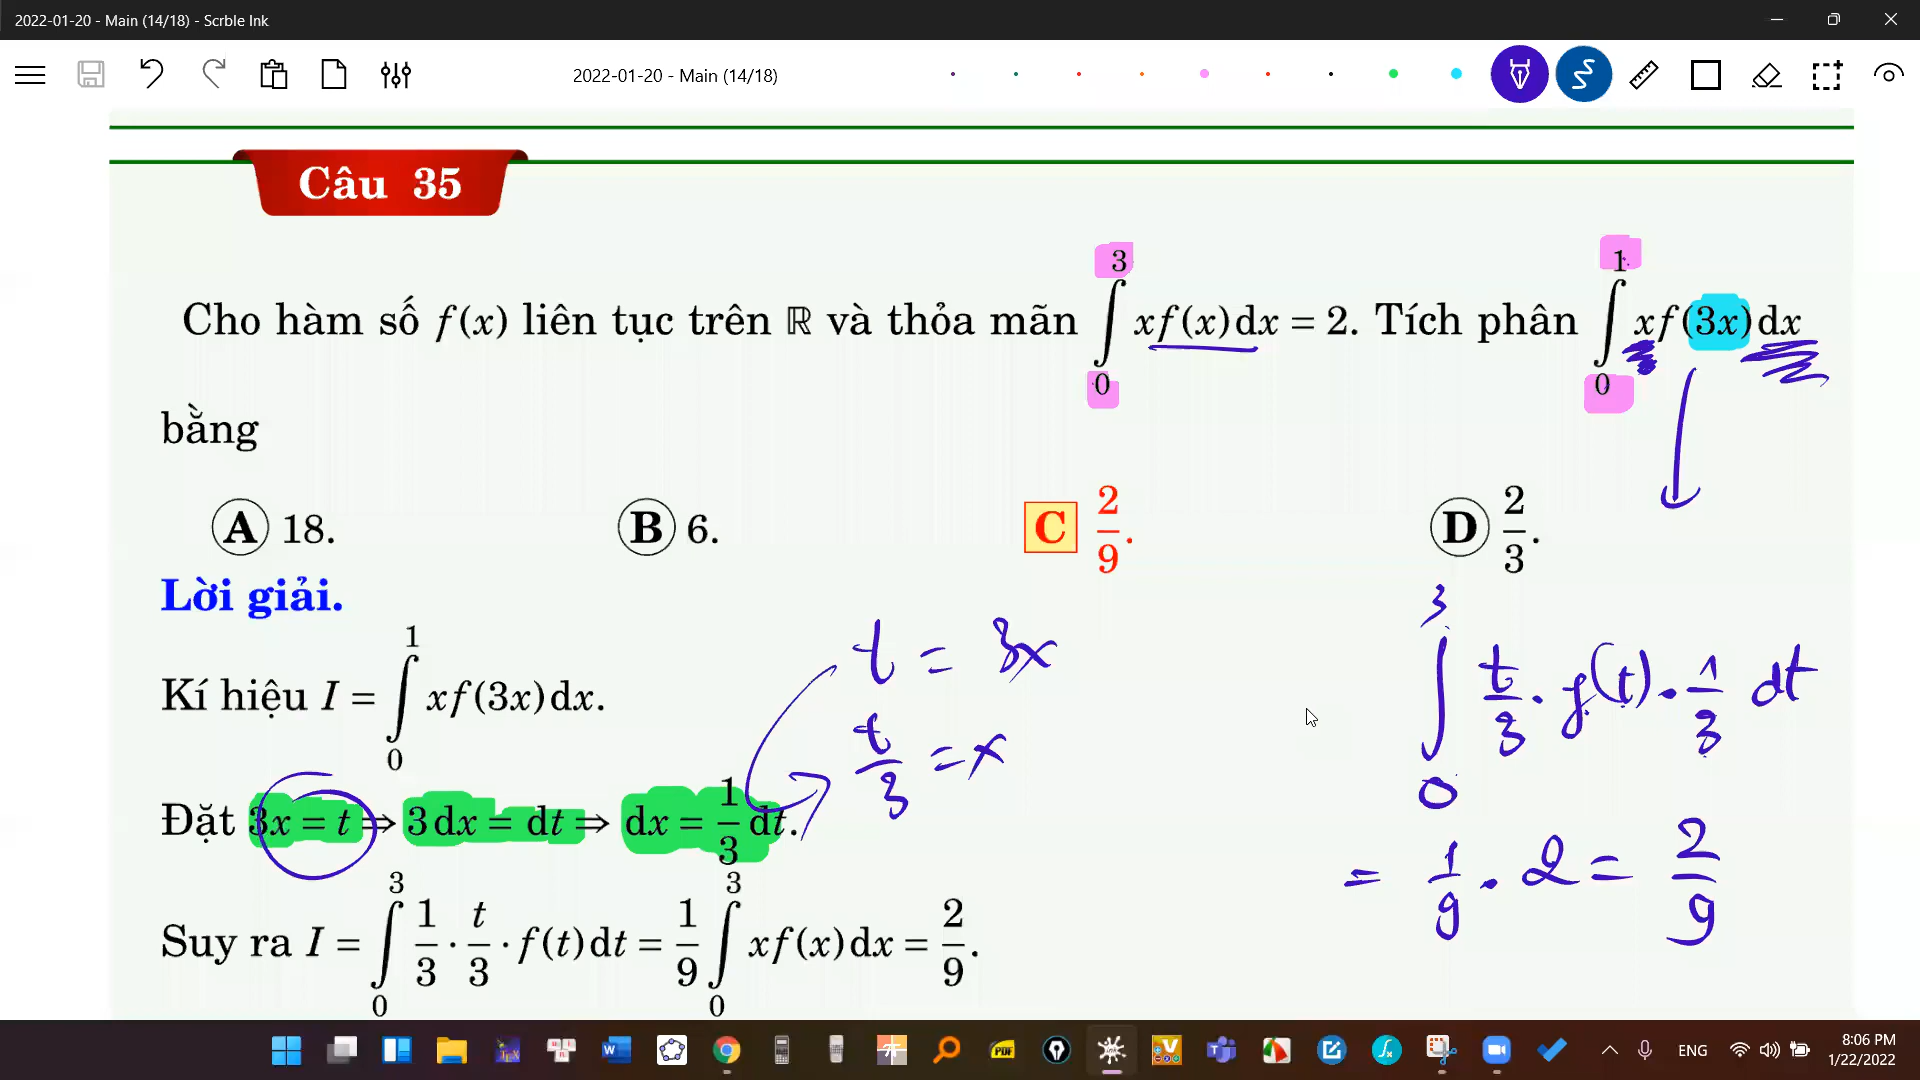 2022-01-20 - Main (14/18) - Scrble Ink
2022-01-20 - Main (14/18)
Câu 35
Cho hàm số f(x) liên tục trên ℝ và thỏa mãn ∫₀³ xf(x)dx = 2. Tích phân ∫₀¹ xf(3x)dx
bằng
A 18. B 6. C 2/9. D 2/3.
Lời giải.
Kí hiệu I = ∫₀¹ xf(3x)dx.
Đặt 3x = t ⇒ 3dx = dt ⇒ dx = 1/3 dt.
Suy ra I = ∫₀³ 1/3 · t/3 · f(t)dt = 1/9 ∫₀³ xf(x)dx = 2/9.
t = 3x
t/3 = x
∫₀³ t/3 · f(t) · 1/3 dt
= 1/9 · 2 = 2/9
ENG
8:06 PM
1/22/2022